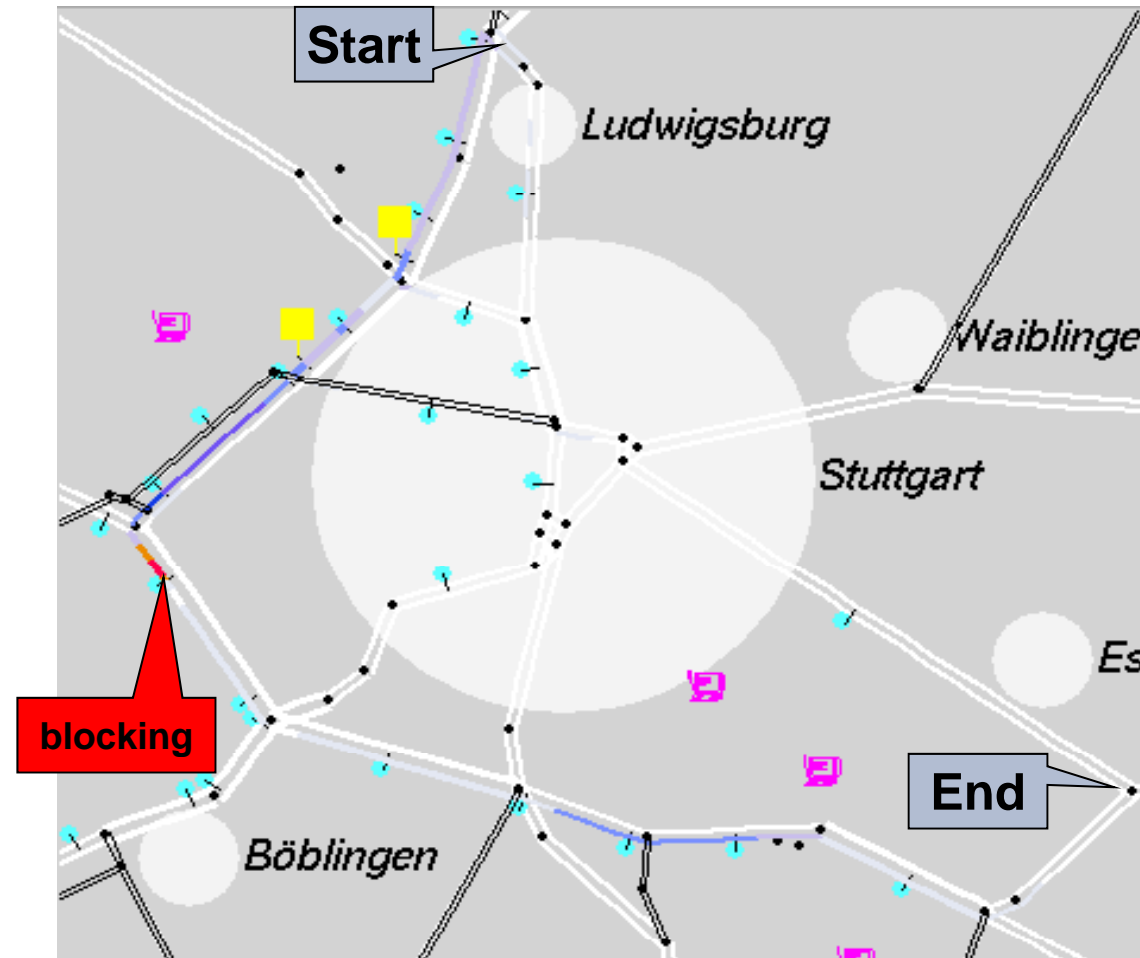 Start
Ludwigsburg
Waiblinge
Stuttgart
Es
blocking
End
Böblingen